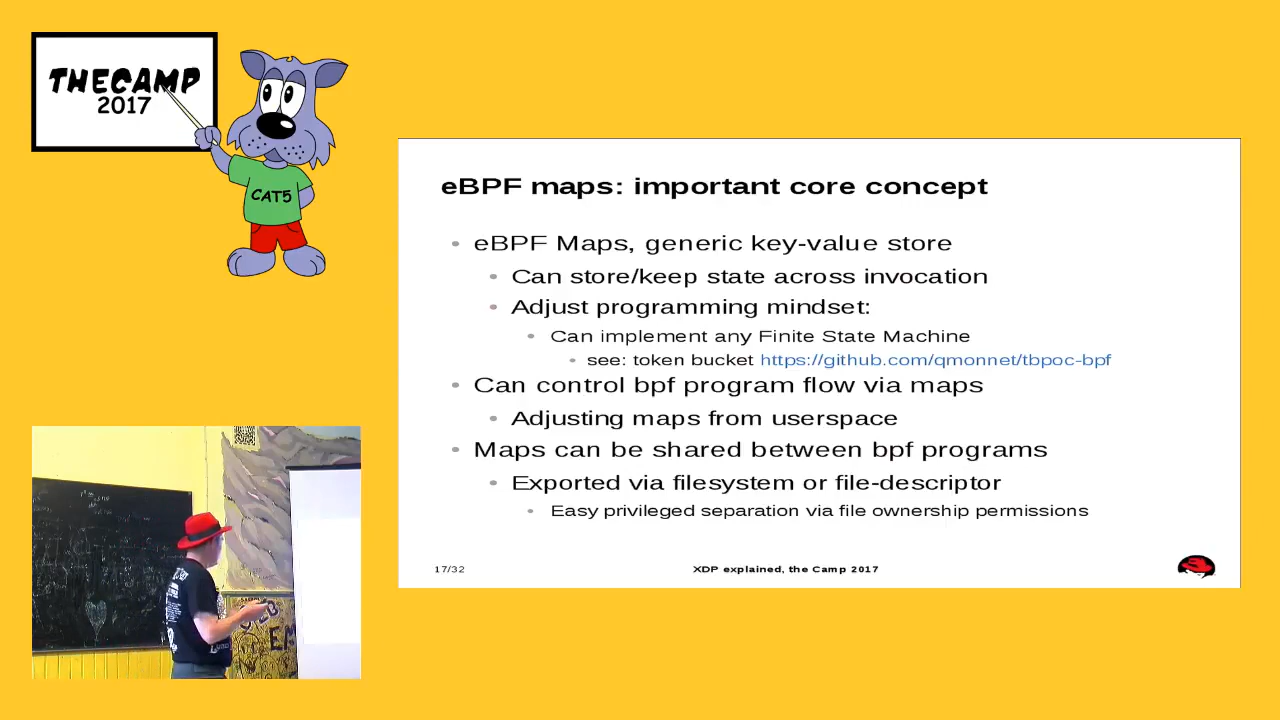 THECAMP
2017
CAT5
eBPF maps: important core concept
• eBPF Maps, generic key-value store
• Can store/keep state across invocation
• Adjust programming mindset:
• Can implement any Finite State Machine
• see: token bucket https://github.com/qmonnet/tbpoc-bpf
• Can control bpf program flow via maps
• Adjusting maps from userspace
• Maps can be shared between bpf programs
• Exported via filesystem or file-descriptor
• Easy privileged separation via file ownership permissions
17/32
XDP explained, the Camp 2017